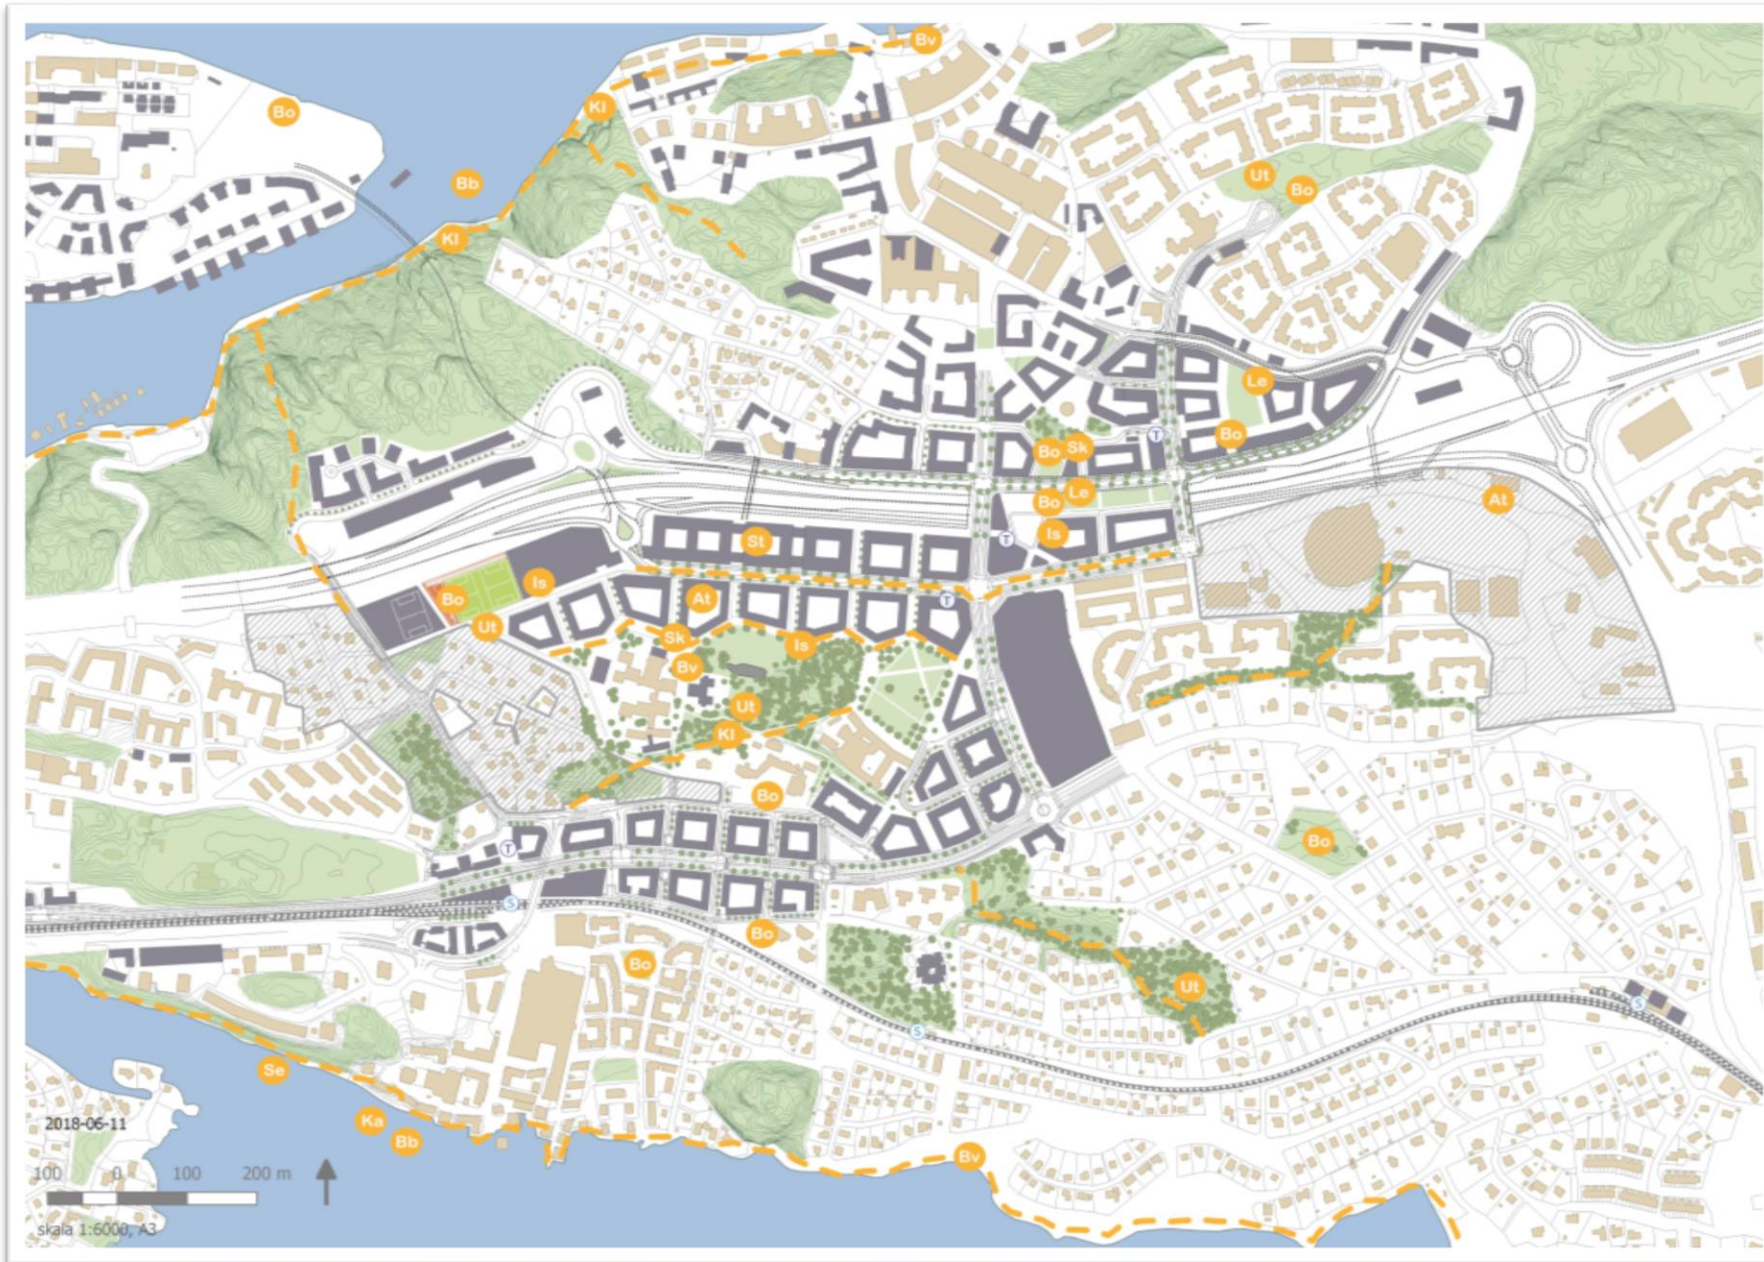 Bv
Kl
Bo
Bb
Ut
Bo
Kl
Le
Bo
T
Bo
Sk
Bo
Le
At
Is
T
St
Is
Bo
At
T
Ut
Sk
Is
Bv
Ut
Kl
Bo
Bo
T
S
Bo
Bo
Ut
S
S
Se
Ka
Bb
Bv
2018-06-11
100 0 100 200 m
skala 1:6000, A3